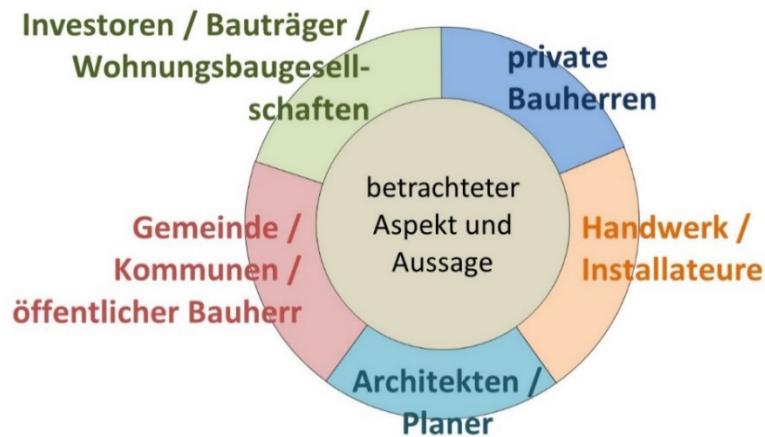 Investoren / Bauträger /
Wohnungsbaugesell-
schaften
private
Bauherren
betrachteter
Aspekt und
Aussage
Gemeinde /
Kommunen /
öffentlicher Bauherr
Handwerk /
Installateure
Architekten /
Planer